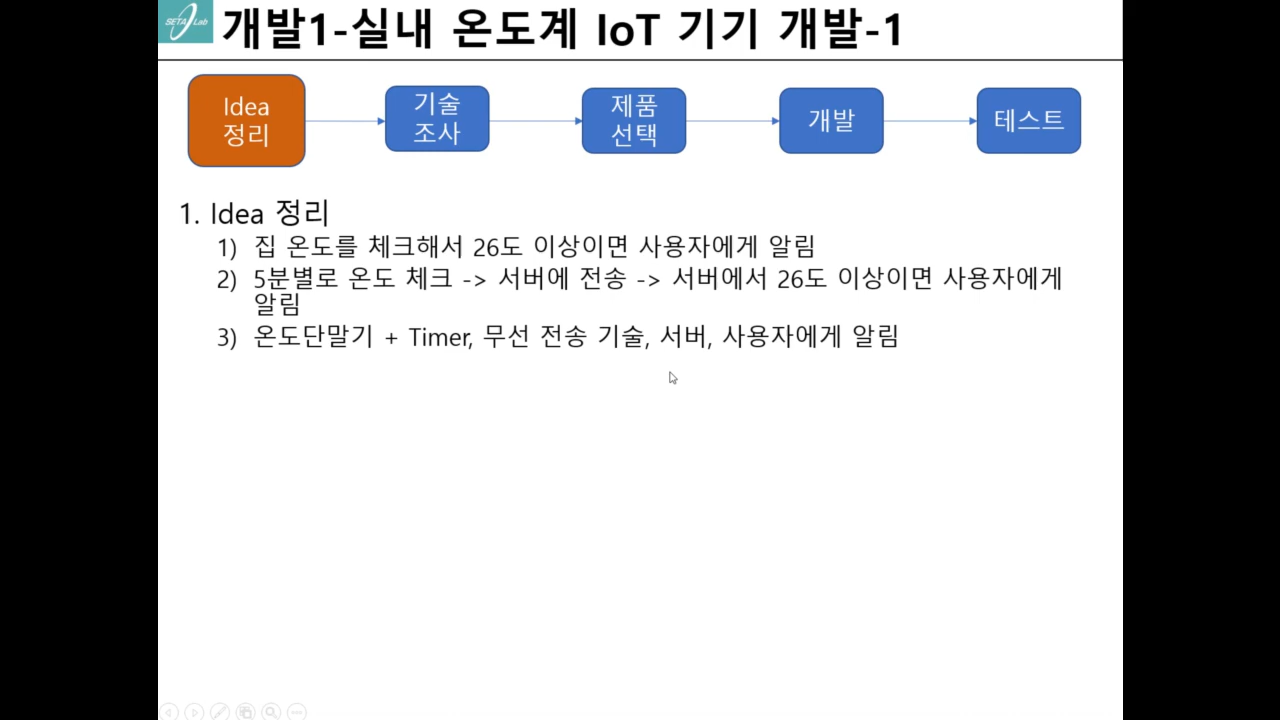 SETA Lab
개발1-실내 온도계 IoT 기기 개발-1
Idea
정리
기술
조사
제품
선택
개발
테스트
1. Idea 정리
1) 집 온도를 체크해서 26도 이상이면 사용자에게 알림
2) 5분별로 온도 체크 -> 서버에 전송 -> 서버에서 26도 이상이면 사용자에게
알림
3) 온도단말기 + Timer, 무선 전송 기술, 서버, 사용자에게 알림